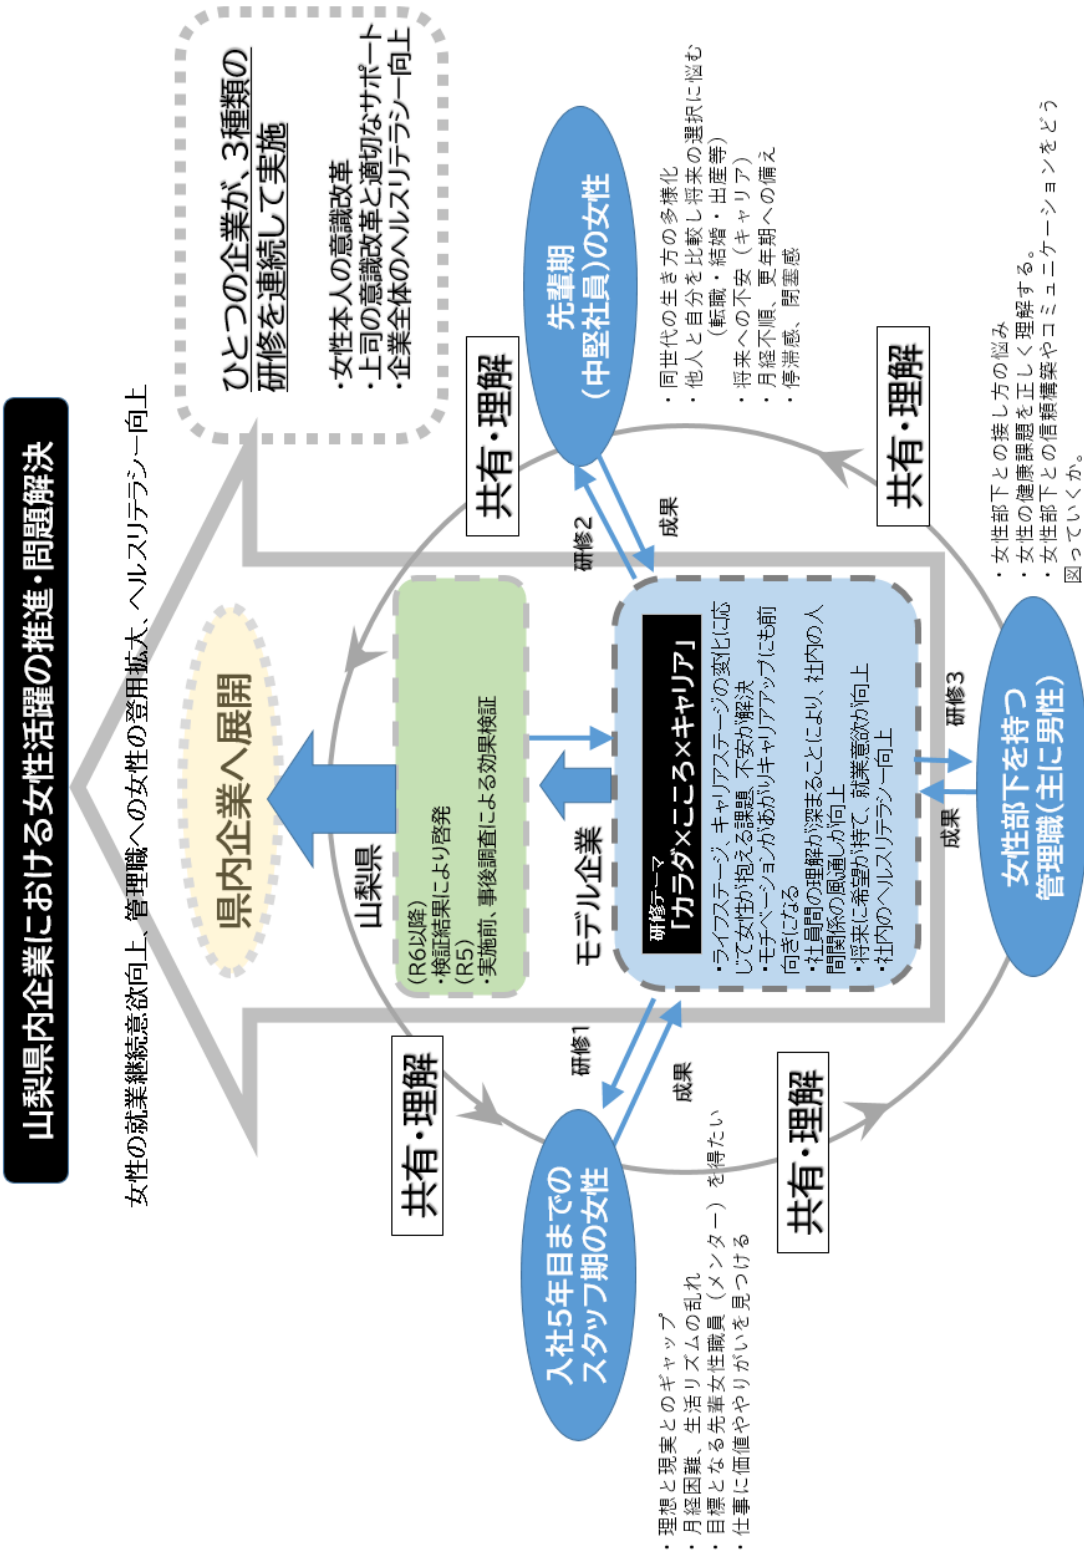 山梨県内企業における女性活躍の推進・問題解決
女性の就業継続意欲向上、管理職への女性の登用拡大、ヘルスリテラシー向上
ひとつの企業が、3種類の
研修を連続して実施
・女性本人の意識改革
・上司の意識改革と適切なサポート
・企業全体のヘルスリテラシー向上
県内企業へ展開
山梨県
(R6以降)
・検証結果により啓発
(R5)
・実施前、事後調査による効果検証
共有・理解
共有・理解
モデル企業
研修テーマ
「カラダ×こころ×キャリア」
・ライフステージ、キャリアステージの変化に応
じて女性が抱える課題、不安が解決
・モチベーションがあがりキャリアアップにも前
向きになる
・社員間の理解が深まることにより、社内の人
間関係の風通しが向上
・将来に希望が持て、就業意欲が向上
・社内のヘルスリテラシー向上
研修1
成果
研修2
成果
入社5年目までの
スタッフ期の女性
・理想と現実とのギャップ
・月経困難、生活リズムの乱れ
・目標となる先輩女性職員（メンター）を得たい
・仕事に価値ややりがいを見つける
先輩期
(中堅社員)の女性
・同世代の生き方の多様化
・他人と自分を比較し将来の選択に悩む
（転職・結婚・出産等）
・将来への不安（キャリア）
・月経不順、更年期への備え
・停滞感、閉塞感
共有・理解
共有・理解
成果
研修3
女性部下を持つ
管理職(主に男性)
・女性部下との接し方の悩み
・女性の健康課題を正しく理解する。
・女性部下との信頼構築やコミュニケーションをどう
図っていくか。